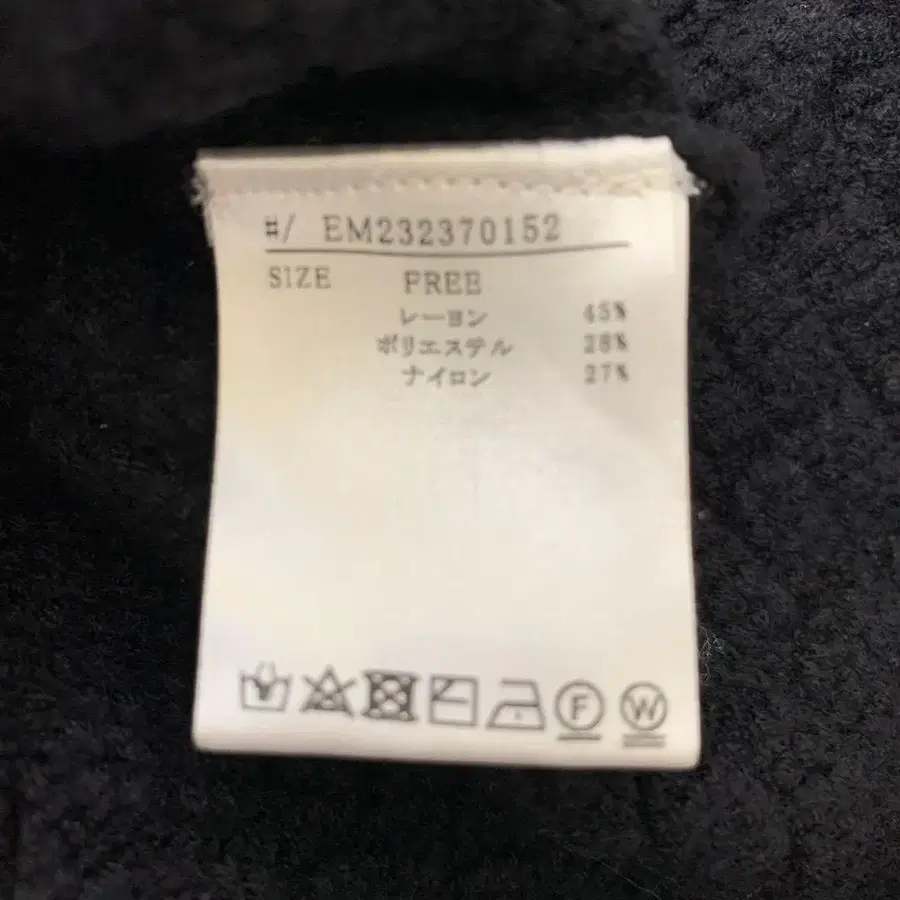 #/ EM232370152
SIZE FREE
レーヨン 45%
ポリエステル 28%
ナイロン 27%
F
W